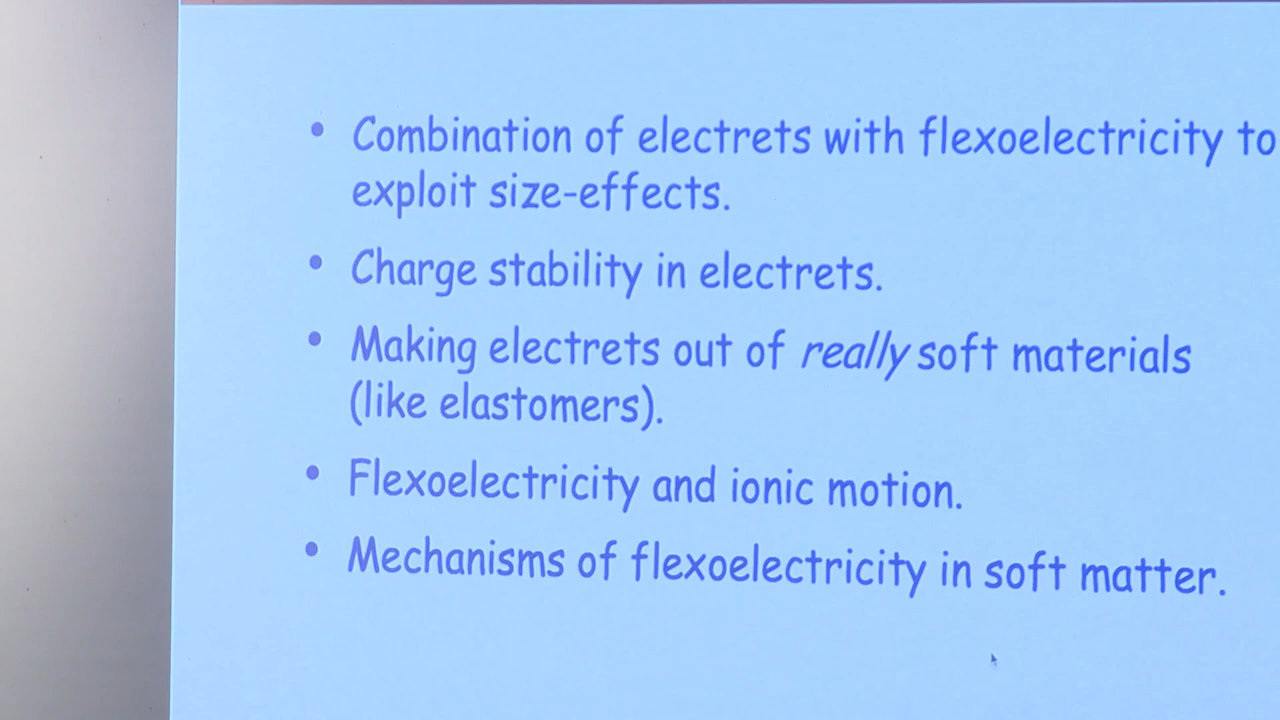 • Combination of electrets with flexoelectricity to
exploit size-effects.
• Charge stability in electrets.
• Making electrets out of really soft materials
(like elastomers).
• Flexoelectricity and ionic motion.
• Mechanisms of flexoelectricity in soft matter.